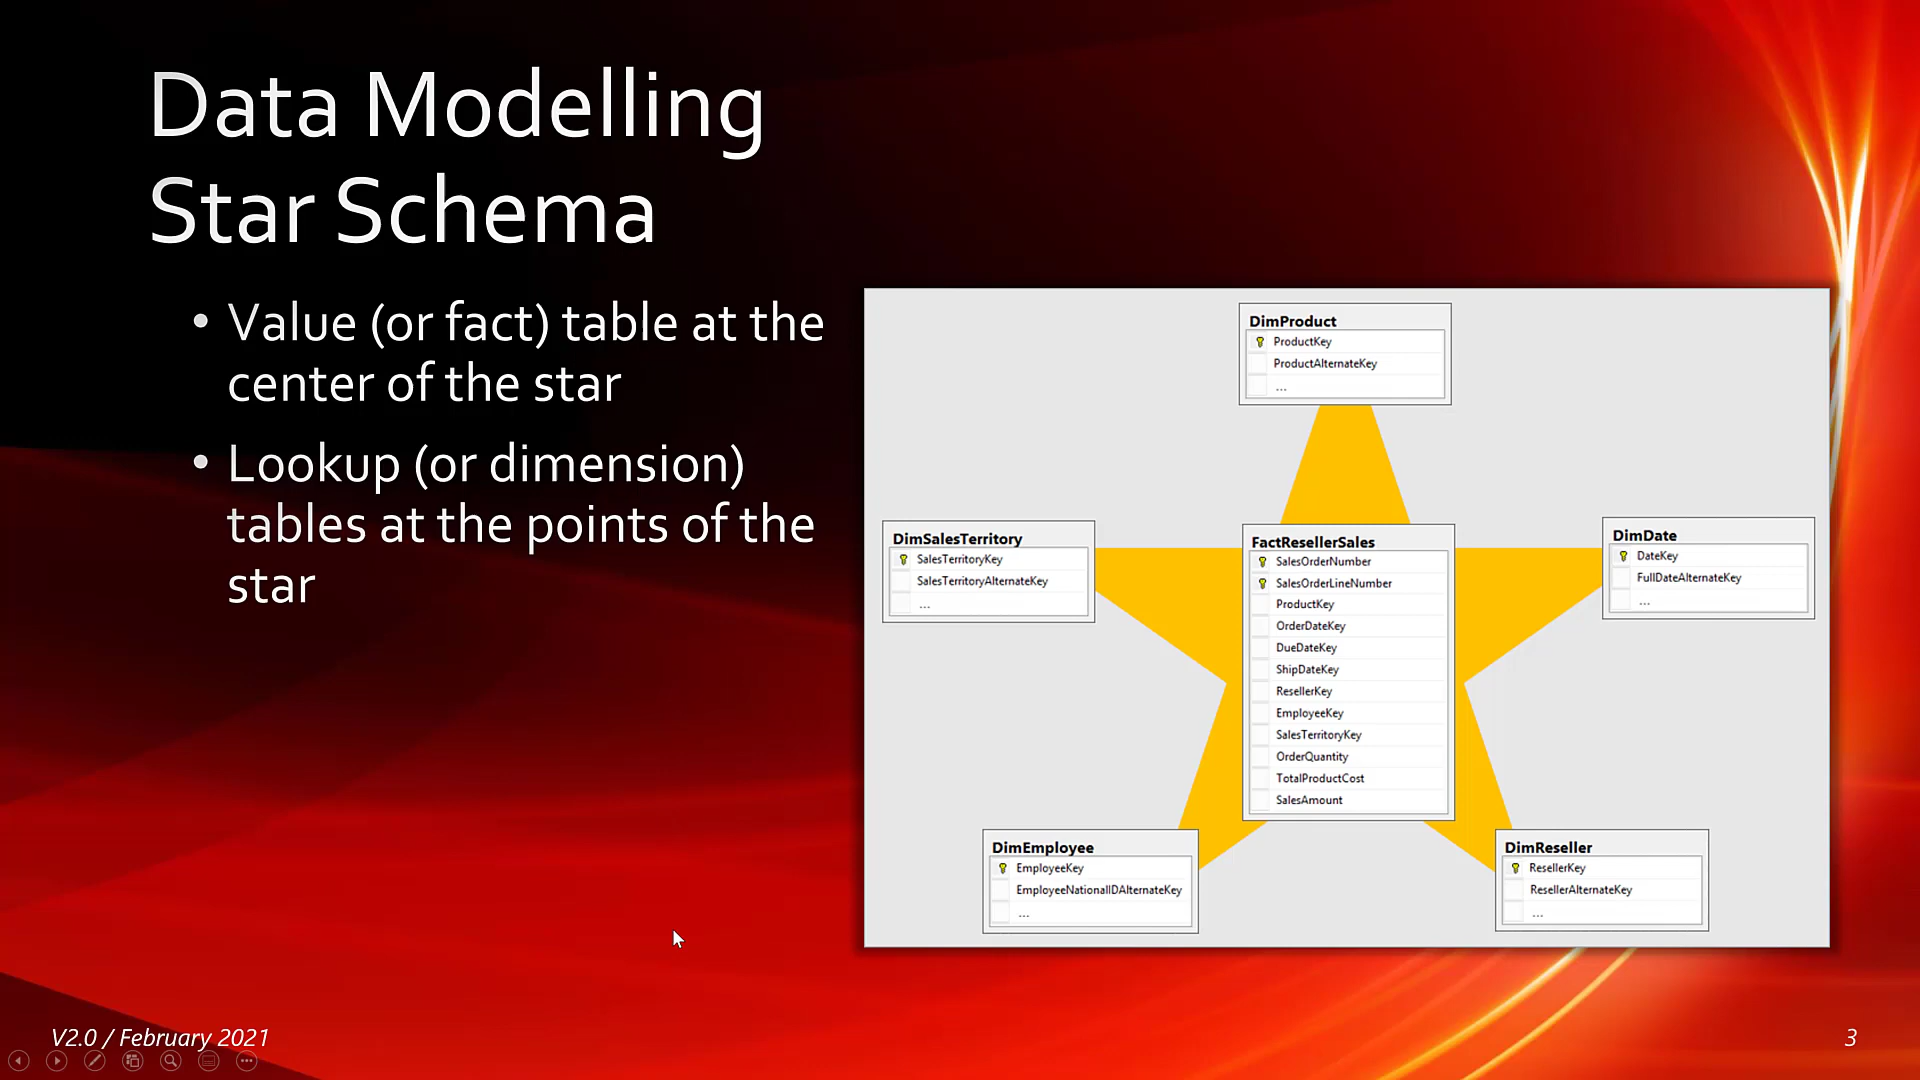 Data Modelling
Star Schema
• Value (or fact) table at the
center of the star
• Lookup (or dimension)
tables at the points of the
star
DimProduct
ProductKey
ProductAlternateKey
...
DimSalesTerritory
SalesTerritoryKey
SalesTerritoryAlternateKey
...
FactResellerSales
SalesOrderNumber
SalesOrderLineNumber
ProductKey
OrderDateKey
DueDateKey
ShipDateKey
ResellerKey
EmployeeKey
SalesTerritoryKey
OrderQuantity
TotalProductCost
SalesAmount
DimDate
DateKey
FullDateAlternateKey
...
DimEmployee
EmployeeKey
EmployeeNationalIDAlternateKey
...
DimReseller
ResellerKey
ResellerAlternateKey
...
V2.0 / February 2021
3